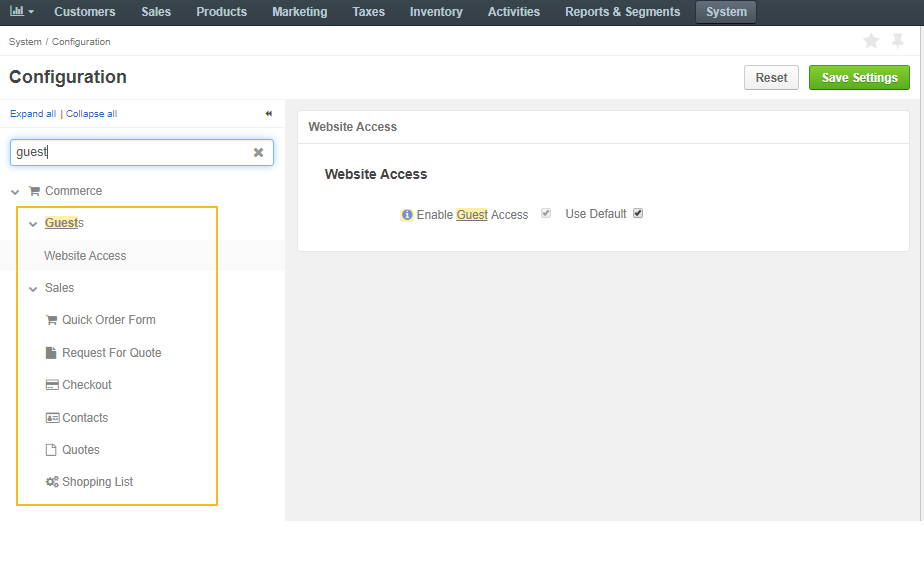 Customers Sales Products Marketing Taxes Inventory Activities Reports & Segments System
System / Configuration
Configuration
Reset Save Settings
Expand all | Collapse all
guest
Commerce
Guests
Website Access
Sales
Quick Order Form
Request For Quote
Checkout
Contacts
Quotes
Shopping List
Website Access
Website Access
Enable Guest Access Use Default